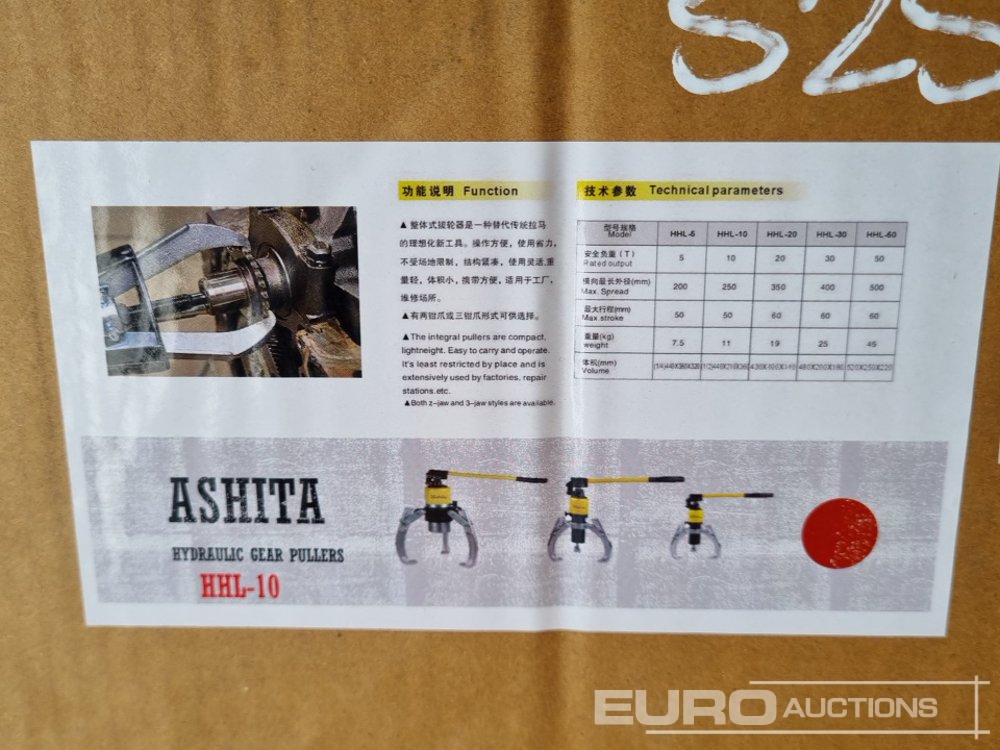 S25
功能说明 Function
▲整体式拔轮器是一种替代传统拉马
的理想化新工具。操作方便,使用省力,
不受场地限制,结构紧凑,使用灵活,重
量轻,体积小,携带方便,适用于工厂,
维修场所。
▲有两钳爪或三钳爪形式可供选择。
▲The integral pullers are compact,
lightneight. Easy to carry and operate.
It's least restricted by place and is
extensively used by factories, repair
stations.etc.
▲Both z-jaw and 3-jaw styles are available.
技术参数 Technical parameters
型号规格 HHL-5 HHL-10 HHL-20 HHL-30 HHL-50
Model
安全负重(T) 5 10 20 30 50
Rated output
横向最长外径(mm) 200 250 350 400 500
Max. Spread
最大行程(mm) 50 50 60 60 60
Max.stroke
重量(kg) 7.5 11 19 25 45
weight
体积(mm)
Volume
520X250X220
ASHITA
HYDRAULIC GEAR PULLERS
HHL-10
EURO AUCTIONS